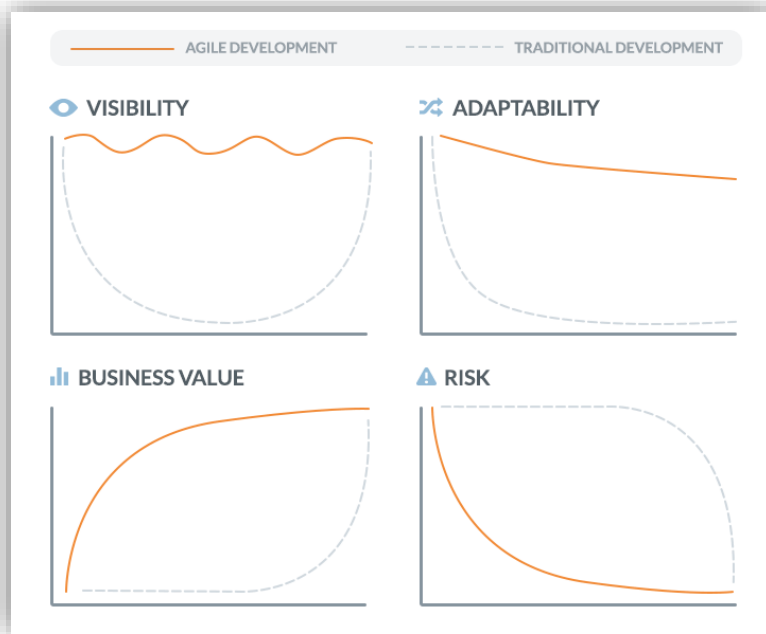 AGILE DEVELOPMENT TRADITIONAL DEVELOPMENT
VISIBILITY
ADAPTABILITY
BUSINESS VALUE
RISK